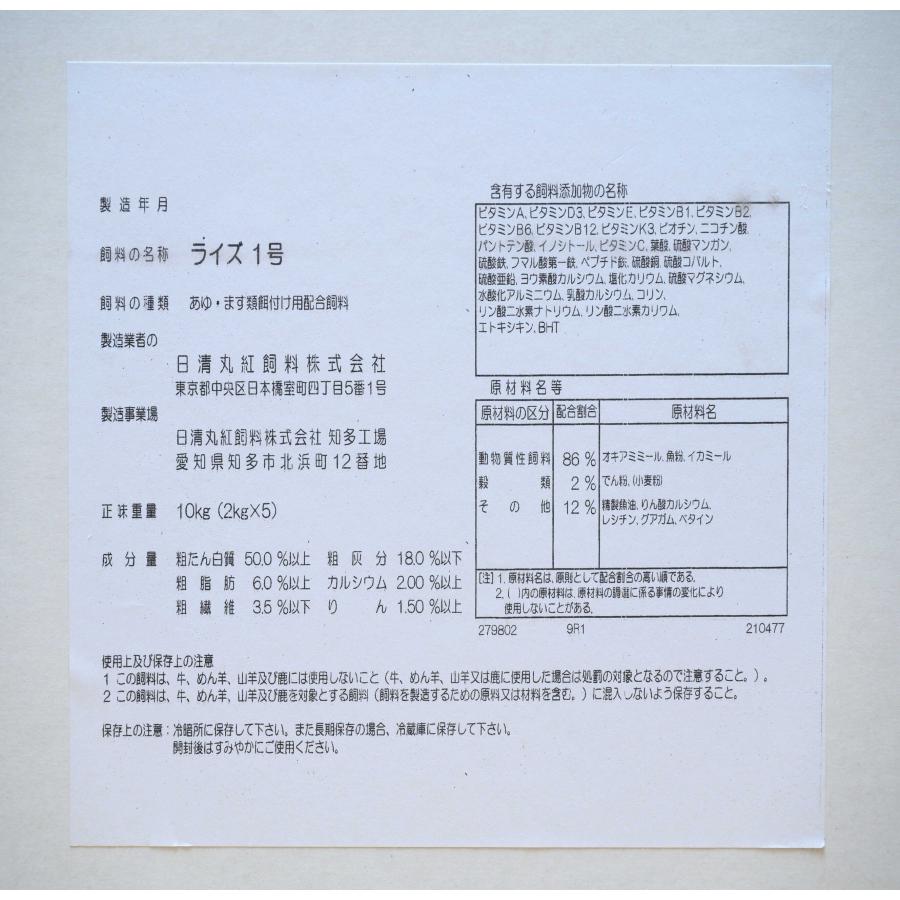 製造年月
飼料の名称 ライズ1号
飼料の種類 あゆ・ます類餌付け用配合飼料
製造業者の
日清丸紅飼料株式会社
東京都中央区日本橋室町四丁目5番1号
製造事業場
日清丸紅飼料株式会社 知多工場
愛知県知多市北浜町12番地
正味重量 10kg (2kg×5)
成分量 粗たん白質 50.0 %以上 粗灰分 18.0 %以下
粗脂肪 6.0 %以上 カルシウム 2.00 %以上
粗繊維 3.5 %以下 りん 1.50 %以上
含有する飼料添加物の名称
ビタミンA, ビタミンD3, ビタミンE, ビタミンB1, ビタミンB2,
ビタミンB6, ビタミンB12, ビタミンK3, ビオチン, ニコチン酸,
パントテン酸, イノシトール, ビタミンC, 葉酸, 硫酸マンガン,
硫酸鉄, フマル酸第一鉄, ペプチド鉄, 硫酸銅, 硫酸コバルト,
硫酸亜鉛, ヨウ素酸カルシウム, 塩化カリウム, 硫酸マグネシウム,
水酸化アルミニウム, 乳酸カルシウム, コリン,
リン酸二水素ナトリウム, リン酸二水素カリウム,
エトキシキン, BHT
原材料名等
原材料の区分 配合割合 原材料名
動物質性飼料 86 % オキアミミール, 魚粉, イカミール
穀類 2 % でん粉, (小麦粉)
その他 12 % 精製魚油, りん酸カルシウム,
レシチン, グアガム, ベタイン
[注] 1. 原材料名は、原則として配合割合の高い順である。
2. ( )内の原材料は、原材料の調達に係る事情の変化により
使用しないことがある。
279802 9R1 210477
使用上及び保存上の注意
1 この飼料は、牛、めん羊、山羊及び鹿には使用しないこと（牛、めん羊、山羊又は鹿に使用した場合は処罰の対象となるので注意すること。）。
2 この飼料は、牛、めん羊、山羊及び鹿を対象とする飼料（飼料を製造するための原料又は材料を含む。）に混入しないよう保存すること。
保存上の注意：冷暗所に保存して下さい。また長期保存の場合、冷蔵庫に保存して下さい。
開封後はすみやかにご使用ください。